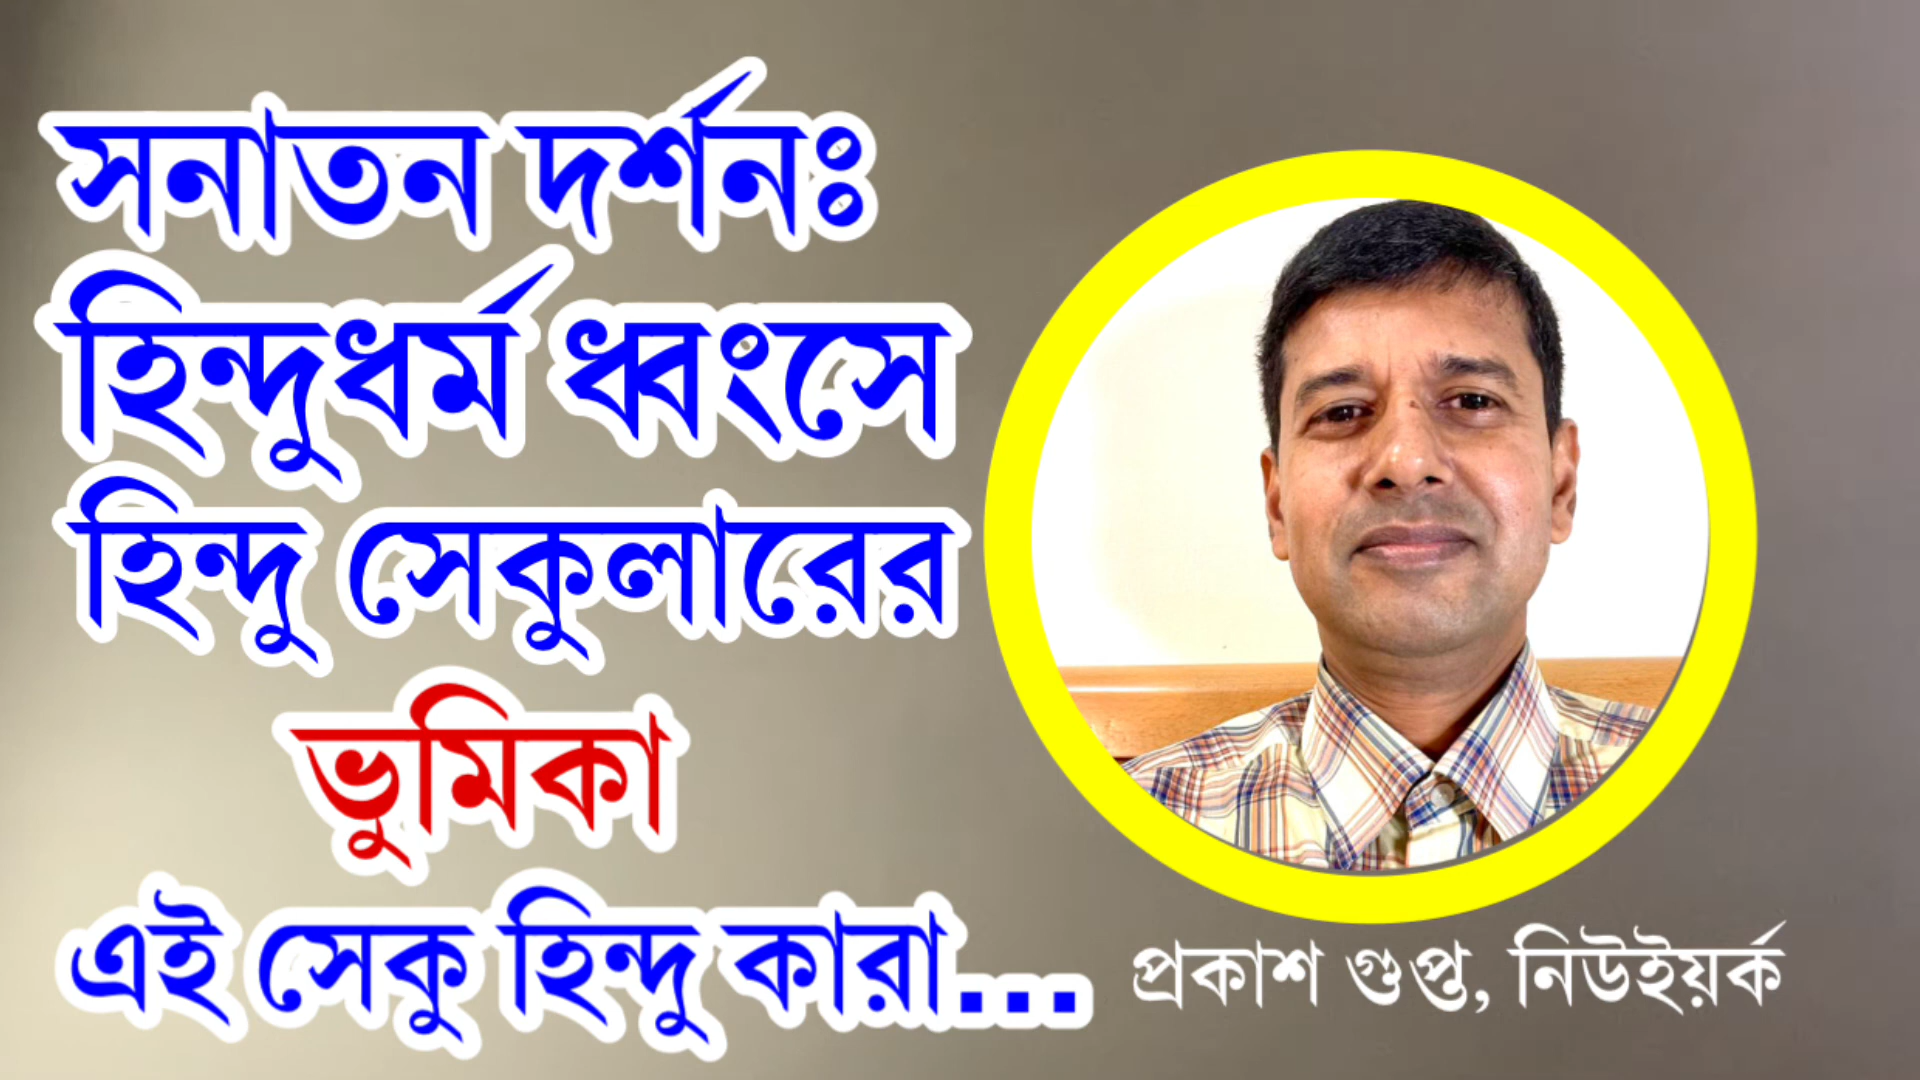 সনাতন দর্শনঃ
হিন্দুধর্ম ধ্বংসে
হিন্দু সেকুলারের
ভুমিকা
এই সেকু হিন্দু কারা...
প্রকাশ গুপ্ত, নিউইয়র্ক